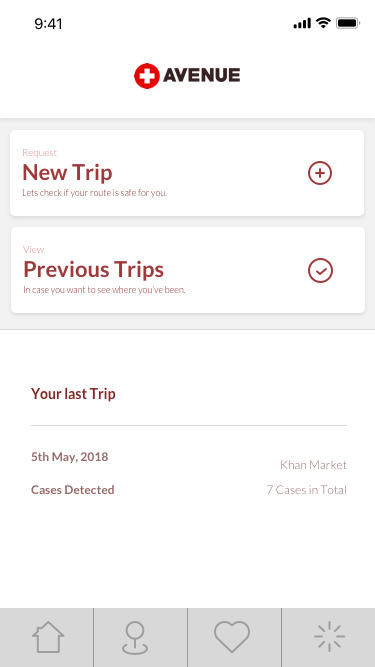 9:41
AVENUE
Request
New Trip
Lets check if your route is safe for you.
View
Previous Trips
In case you want to see where you've been.
Your last Trip
5th May, 2018
Khan Market
Cases Detected
7 Cases in Total